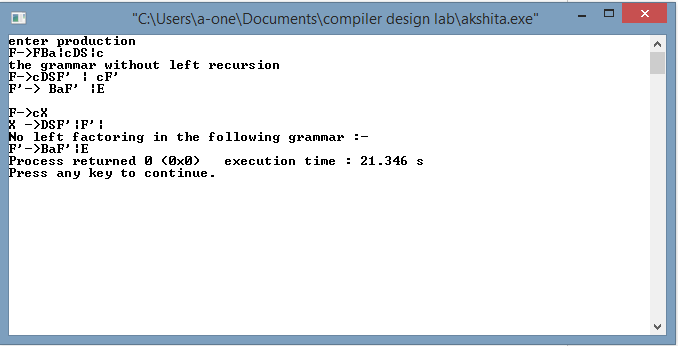 "C:\Users\a-one\Documents\compiler design lab\akshita.exe"
enter production
F->FBa¦cDS¦c
the grammar without left recursion
F->cDSF' ¦ cF'
F'-> BaF' ¦E
F->cX
X ->DSF'¦F'¦
No left factoring in the following grammar :-
F'->BaF'¦E
Process returned 0 (0x0)   execution time : 21.346 s
Press any key to continue.